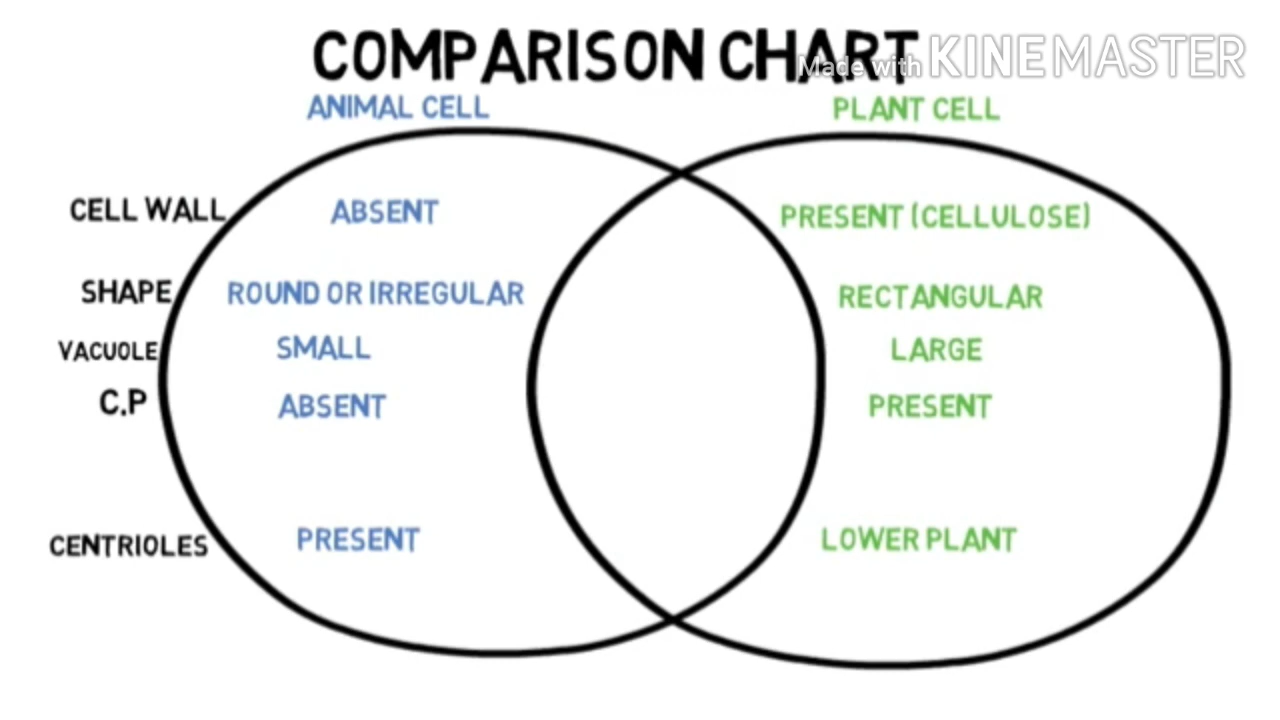 COMPARISON CHART
Made with KINEMASTER
ANIMAL CELL PLANT CELL
CELL WALL ABSENT PRESENT (CELLULOSE)
SHAPE ROUND OR IRREGULAR RECTANGULAR
VACUOLE SMALL LARGE
C.P ABSENT PRESENT
CENTRIOLES PRESENT LOWER PLANT